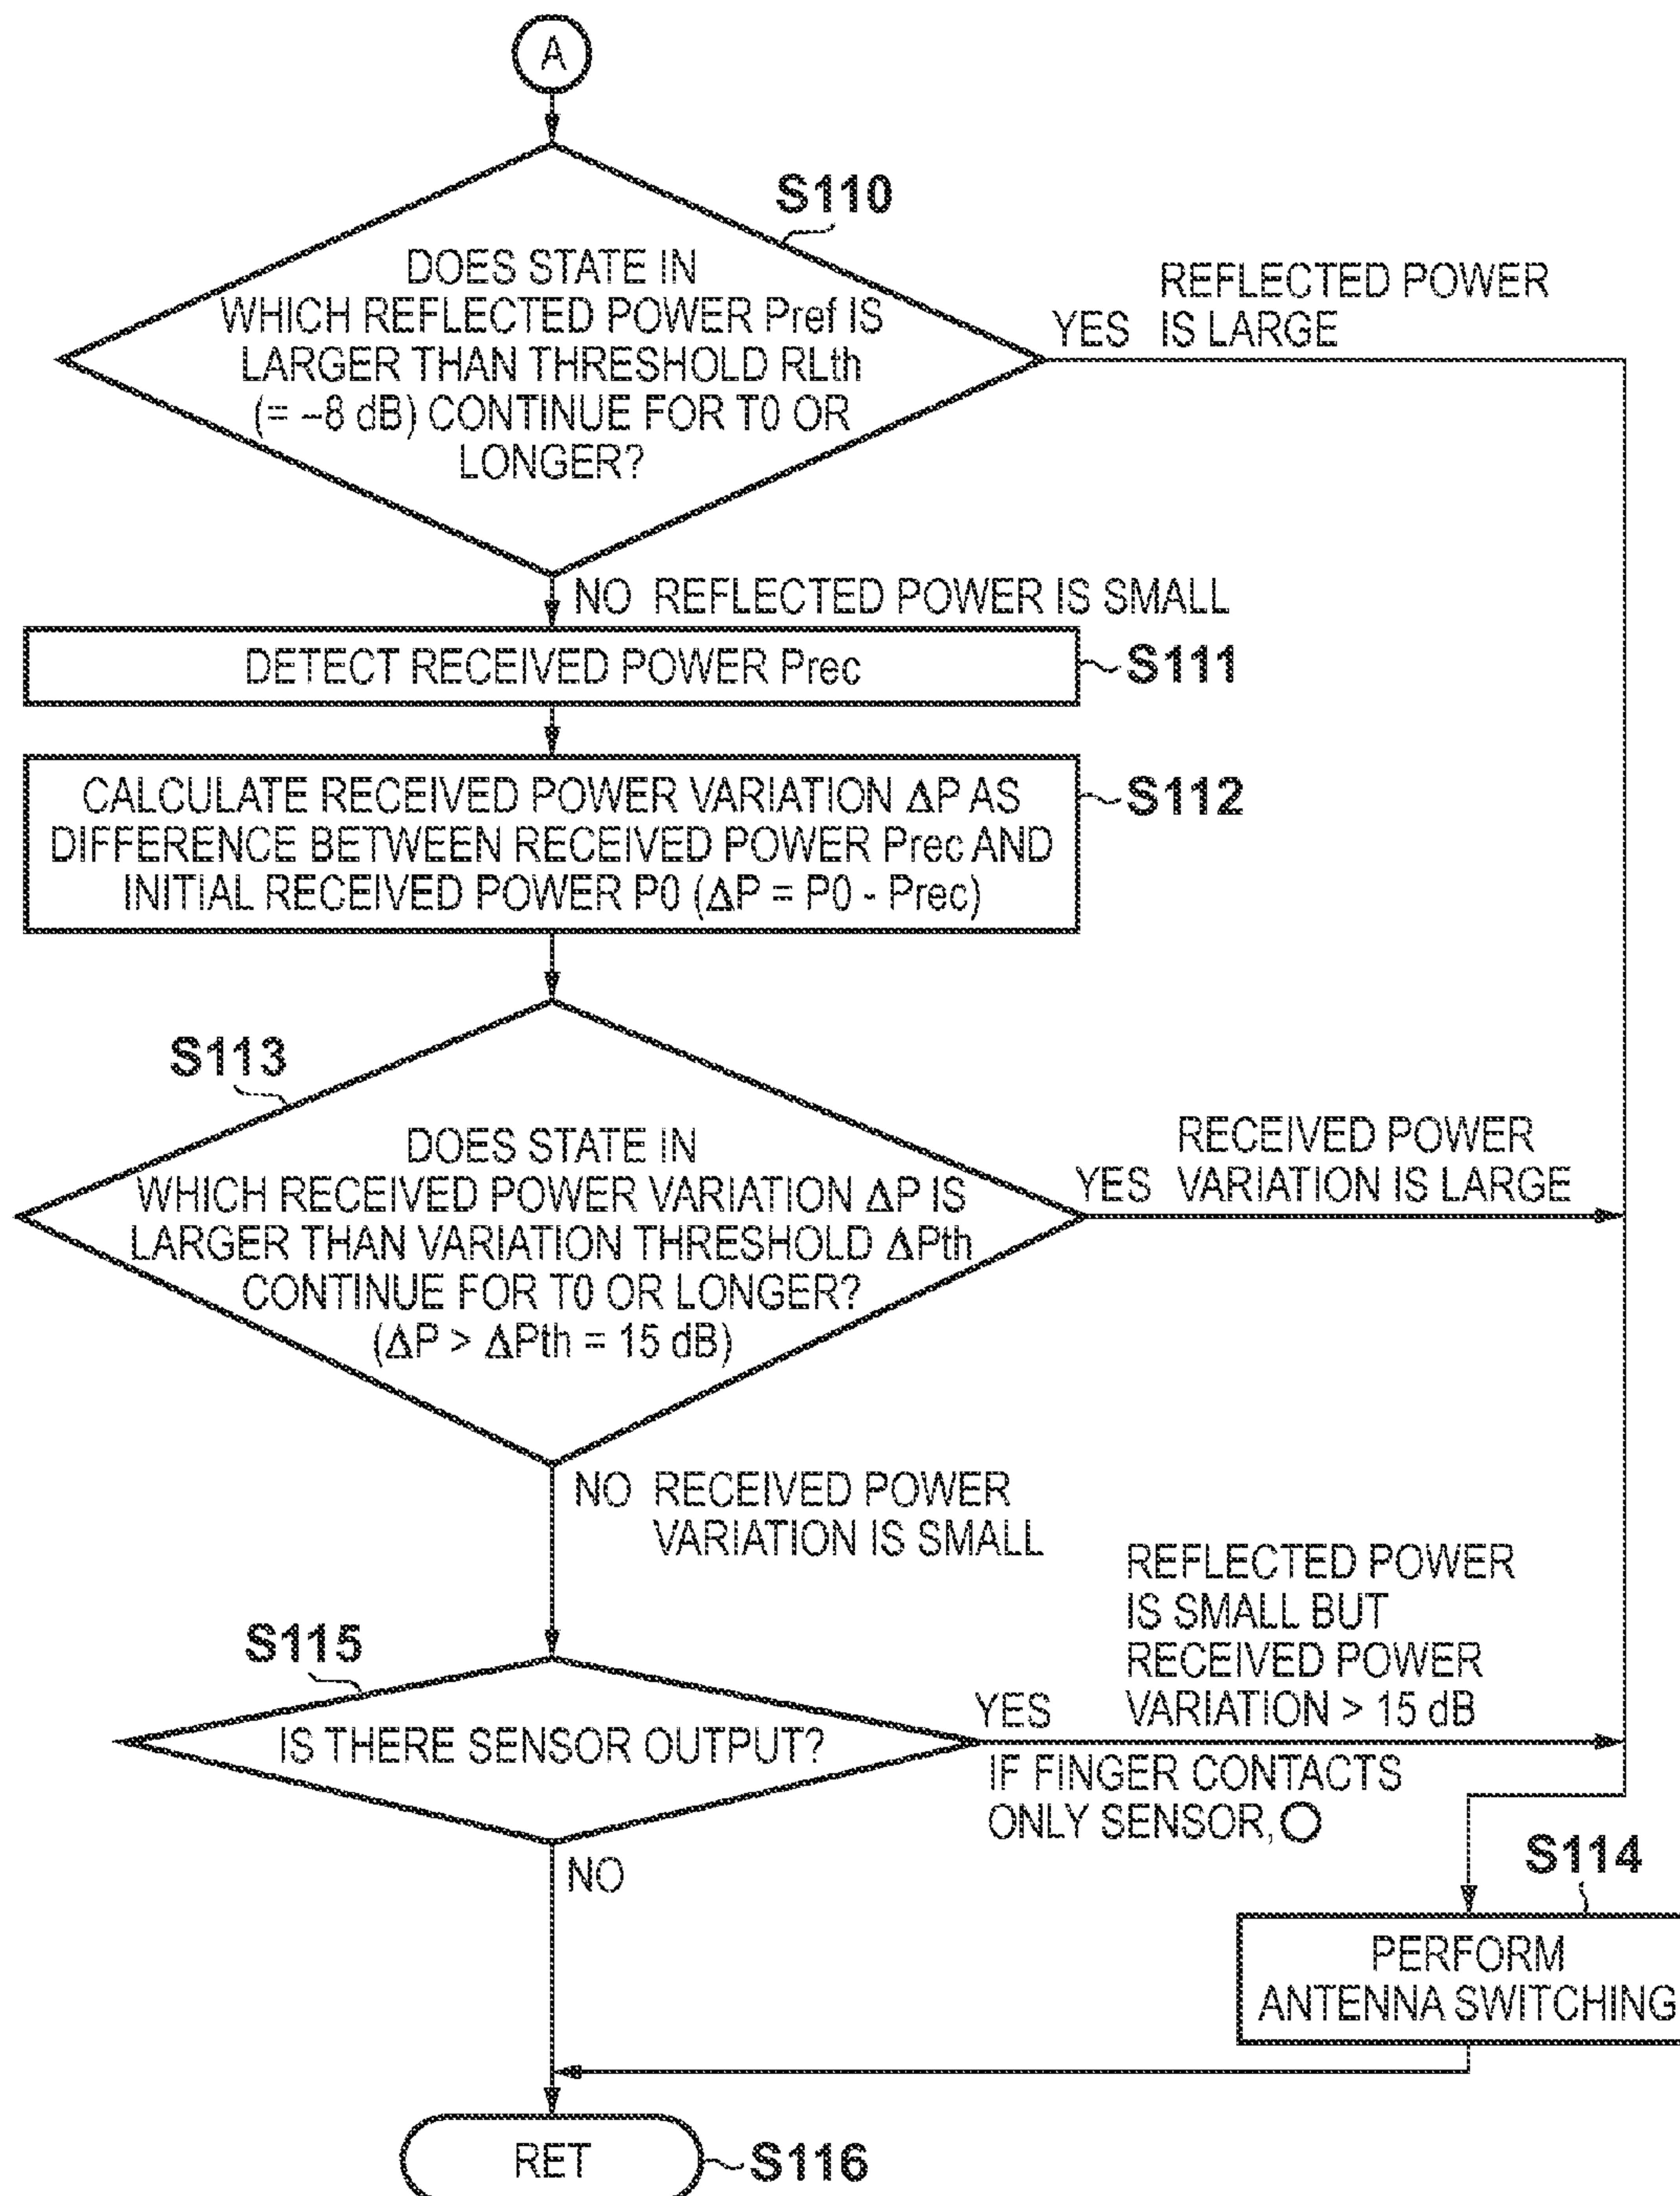 A
S110
DOES STATE IN
WHICH REFLECTED POWER Pref IS
LARGER THAN THRESHOLD RLth
(= -8 dB) CONTINUE FOR T0 OR
LONGER?
REFLECTED POWER
YES IS LARGE
NO REFLECTED POWER IS SMALL
DETECT RECEIVED POWER Prec
S111
CALCULATE RECEIVED POWER VARIATION ΔP AS
DIFFERENCE BETWEEN RECEIVED POWER Prec AND
INITIAL RECEIVED POWER P0 (ΔP = P0 - Prec)
S112
S113
DOES STATE IN
WHICH RECEIVED POWER VARIATION ΔP IS
LARGER THAN VARIATION THRESHOLD ΔPth
CONTINUE FOR T0 OR LONGER?
(ΔP > ΔPth = 15 dB)
RECEIVED POWER
YES VARIATION IS LARGE
NO RECEIVED POWER
VARIATION IS SMALL
S115
IS THERE SENSOR OUTPUT?
REFLECTED POWER
IS SMALL BUT
RECEIVED POWER
YES VARIATION > 15 dB
IF FINGER CONTACTS
ONLY SENSOR, ○
NO
S114
PERFORM
ANTENNA SWITCHING
RET
S116